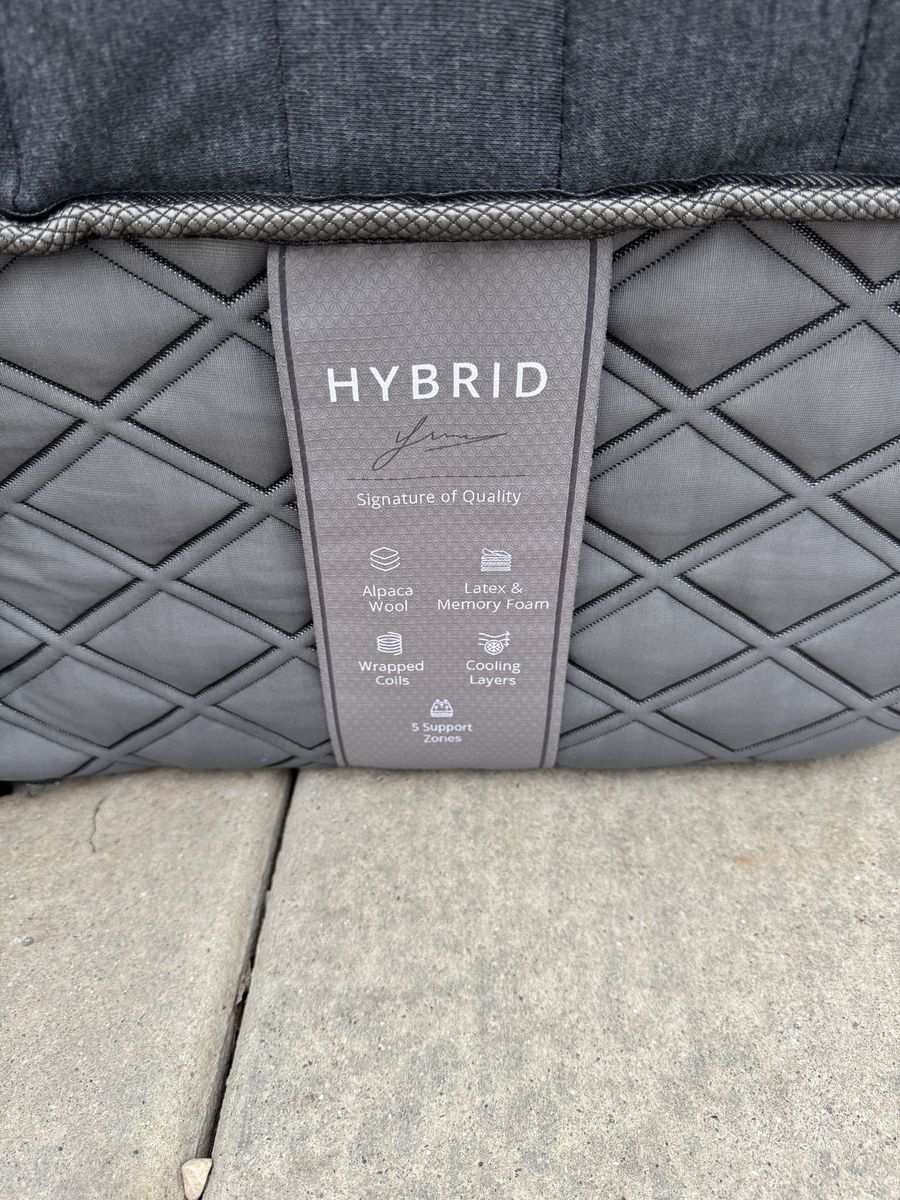 HYBRID
Signature of Quality
Alpaca
Wool
Latex &
Memory Foam
Wrapped
Coils
Cooling
Layers
5 Support
Zones